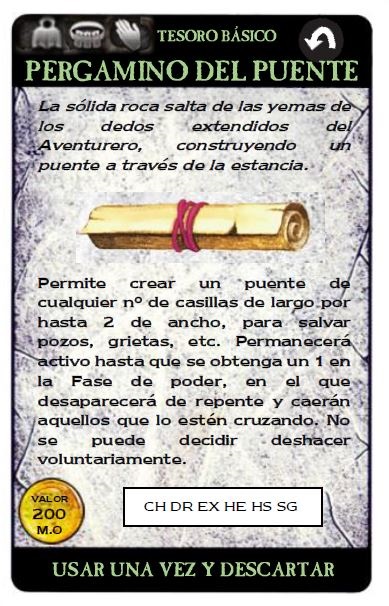 TESORO BÁSICO
PERGAMINO DEL PUENTE
La sólida roca salta de las yemas de
los dedos extendidos del
Aventurero, construyendo un
puente a través de la estancia.
Permite crear un puente de
cualquier nº de casillas de largo por
hasta 2 de ancho, para salvar
pozos, grietas, etc. Permanecerá
activo hasta que se obtenga un 1 en
la Fase de poder, en el que
desaparecerá de repente y caerán
aquellos que lo estén cruzando. No
se puede decidir deshacer
voluntariamente.
VALOR
200
M.O
CH DR EX HE HS SG
USAR UNA VEZ Y DESCARTAR